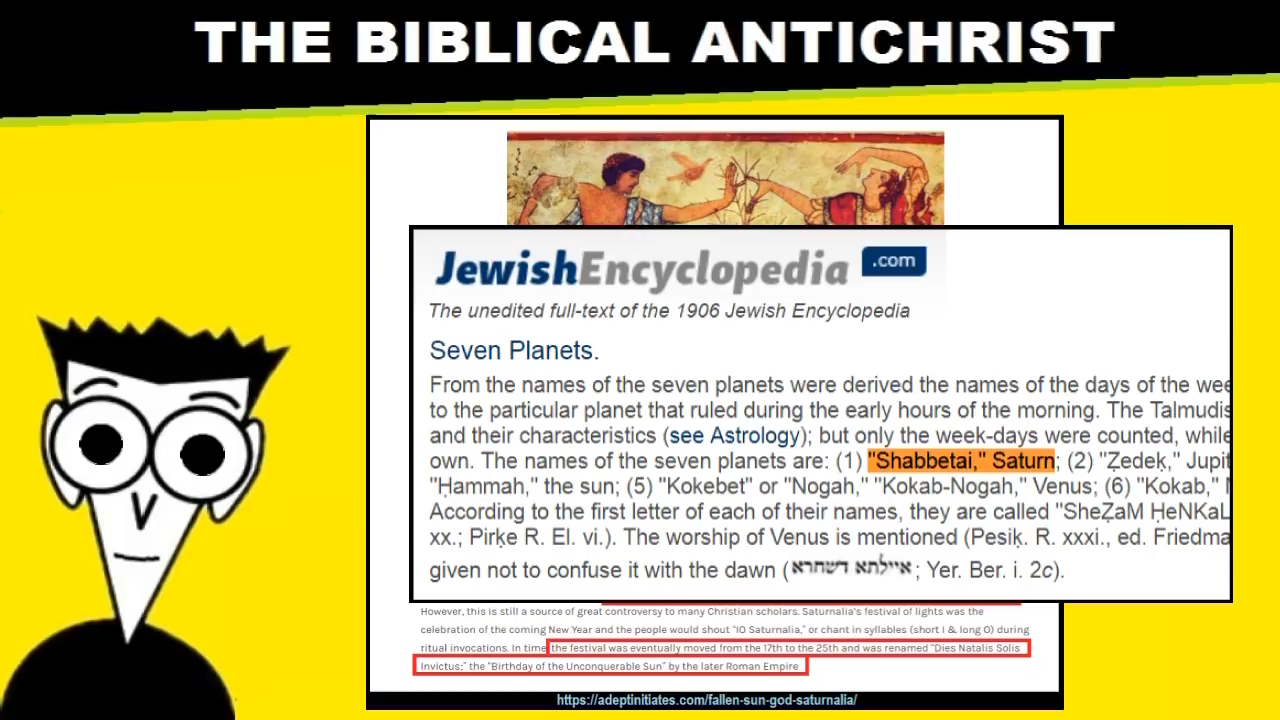 THE BIBLICAL ANTICHRIST
JewishEncyclopedia .com
The unedited full-text of the 1906 Jewish Encyclopedia
Seven Planets.
From the names of the seven planets were derived the names of the days of the wee
to the particular planet that ruled during the early hours of the morning. The Talmudis
and their characteristics (see Astrology); but only the week-days were counted, while
own. The names of the seven planets are: (1) "Shabbetai," Saturn; (2) "Ẓedeḳ," Jupit
"Ḥammah," the sun; (5) "Kokebet" or "Nogah," "Kokab-Nogah," Venus; (6) "Kokab," M
According to the first letter of each of their names, they are called "SheẒaM ḤeNKaL
xx.; Pirḳe R. El. vi.). The worship of Venus is mentioned (Pesiḳ. R. xxxi., ed. Friedma
given not to confuse it with the dawn (איילתא דשחרא; Yer. Ber. i. 2c).
However, this is still a source of great controversy to many Christian scholars. Saturnalia's festival of lights was the
celebration of the coming New Year and the people would shout "IO Saturnalia," or chant in syllables (short I & long O) during
ritual invocations. In time the festival was eventually moved from the 17th to the 25th and was renamed "Dies Natalis Solis
Invictus;" the "Birthday of the Unconquerable Sun" by the later Roman Empire
https://adeptinitiates.com/fallen-sun-god-saturnalia/